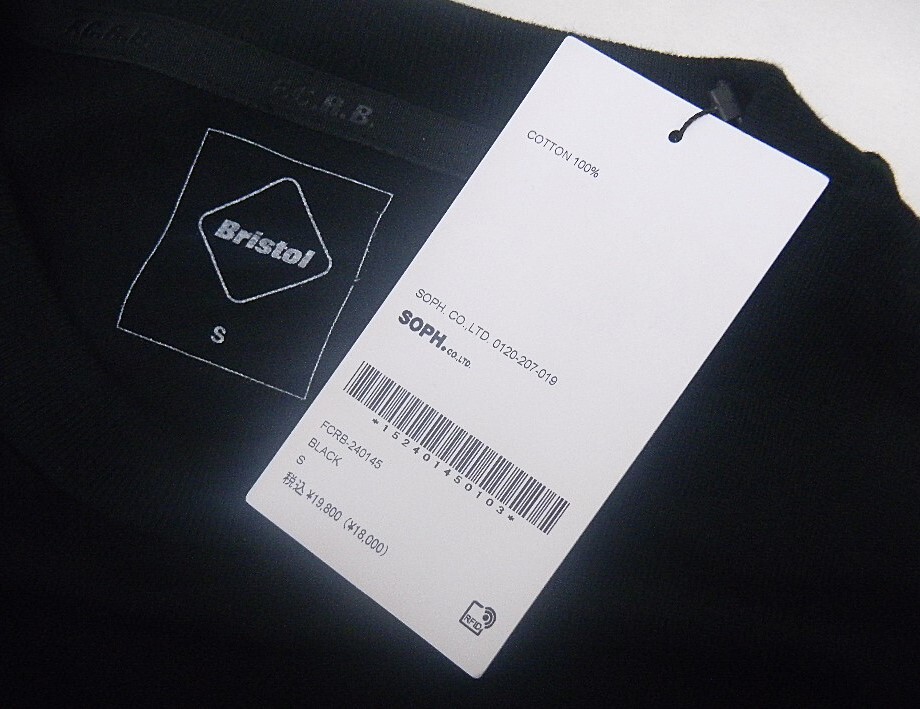 F.C.R.B.
F.C.R.B.
Bristol
S
COTTON 100%
SOPH. CO.,LTD. 0120-207-019
SOPH.CO.,LTD.
*152401450103*
FCRB-240145
BLACK
S
税込 ¥19,800 (¥18,000)
RFID